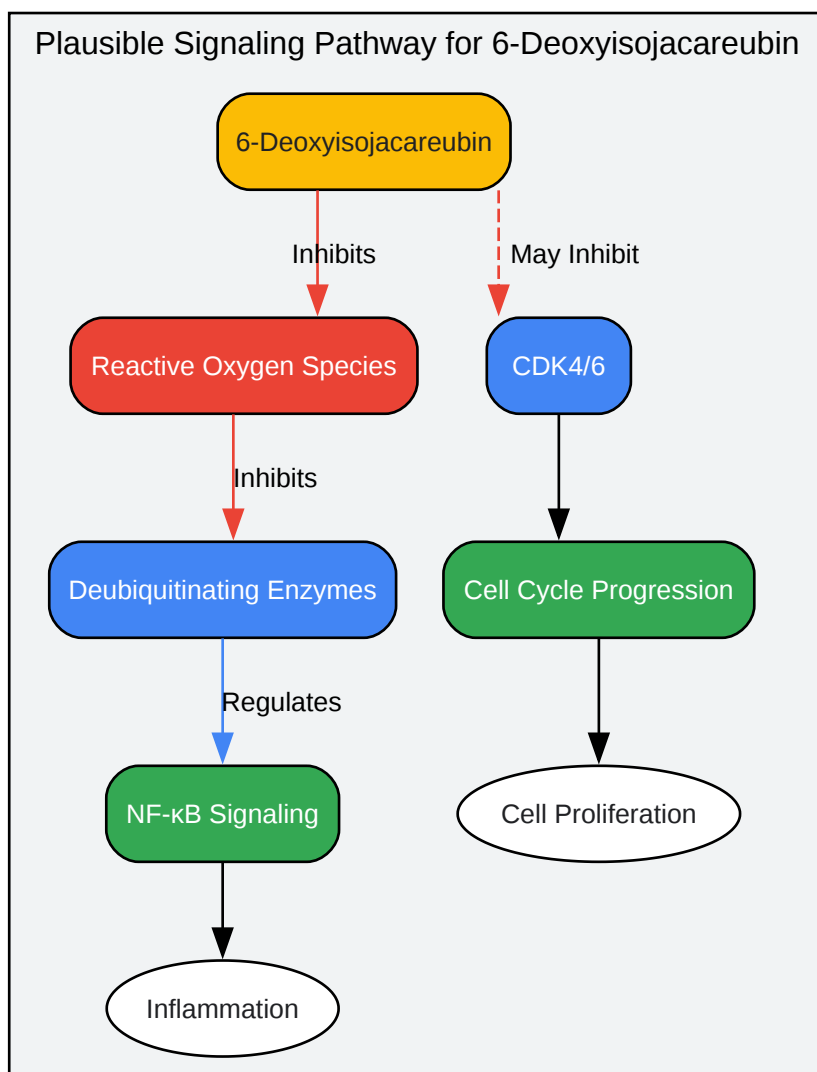 Plausible Signaling Pathway for 6-Deoxyisojacareubin
6-Deoxyisojacareubin
Inhibits
May Inhibit
Reactive Oxygen Species
CDK4/6
Inhibits
Deubiquitinating Enzymes
Cell Cycle Progression
Regulates
NF-κB Signaling
Cell Proliferation
Inflammation